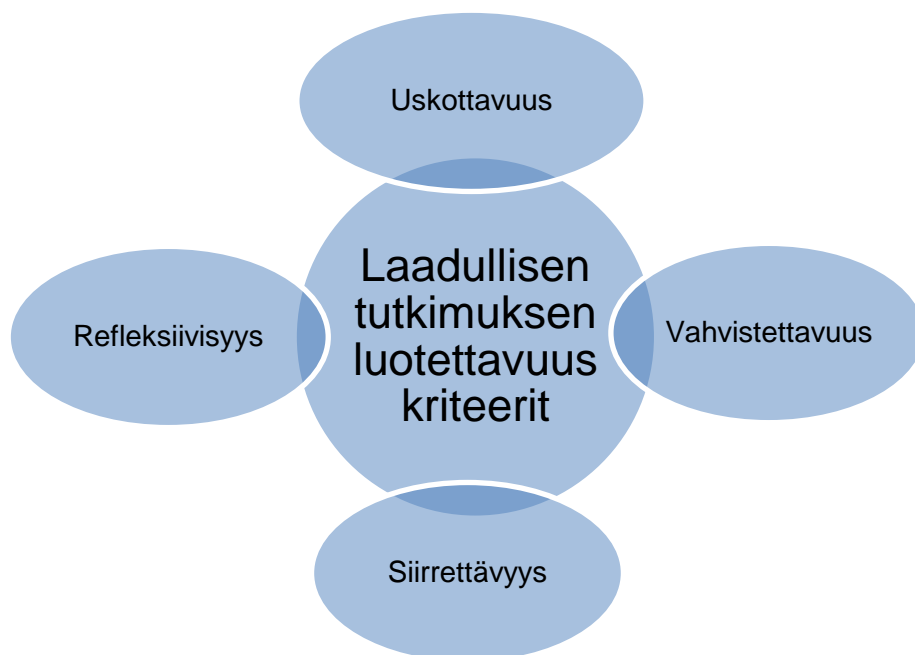 Uskottavuus
Refleksiivisyys
Laadullisen
tutkimuksen
luotettavuus
kriteerit
Vahvistettavuus
Siirrettävyys